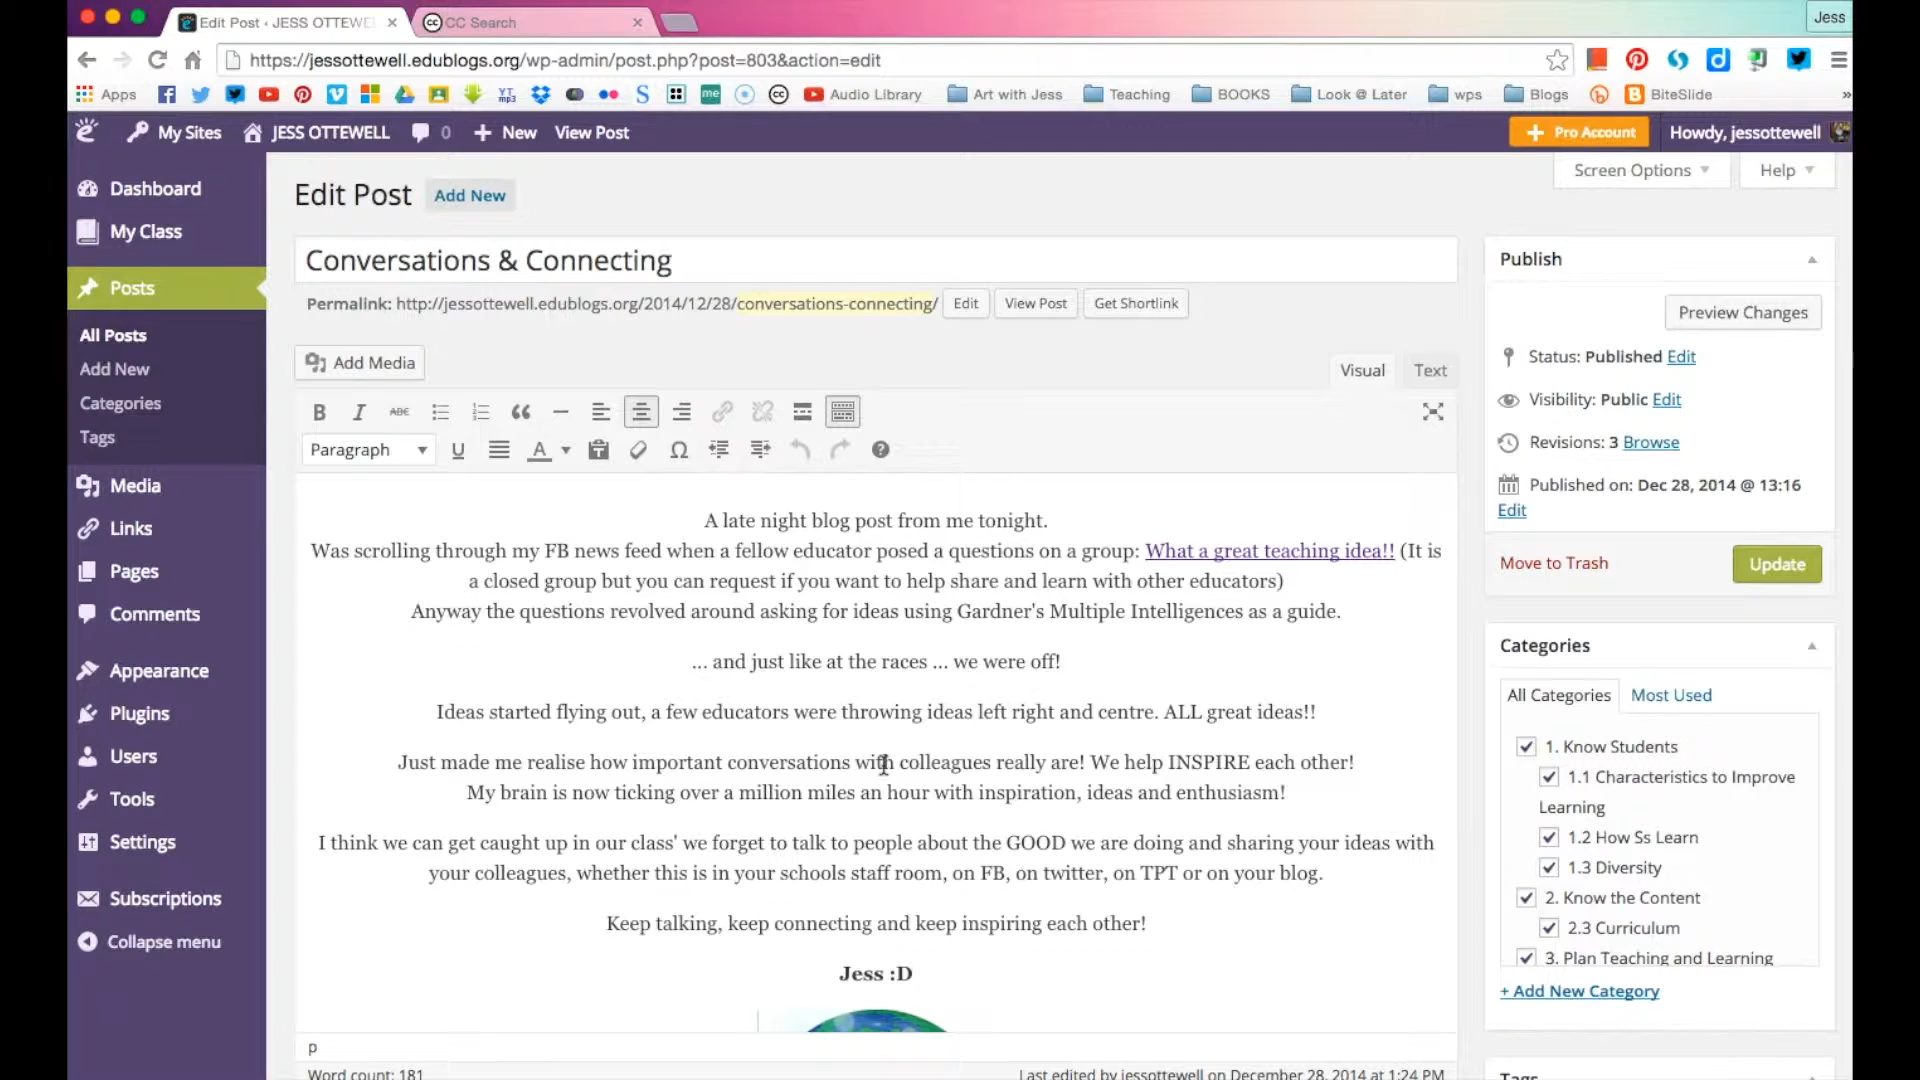 Edit Post ‹ JESS OTTEWE
CC Search
Jess
https://jessottewell.edublogs.org/wp-admin/post.php?post=803&action=edit
Apps
Audio Library
Art with Jess
Teaching
BOOKS
Look @ Later
wps
Blogs
BiteSlide
»
My Sites
JESS OTTEWELL
0
+ New
View Post
+ Pro Account
Howdy, jessottewell
Screen Options
Help
Dashboard
My Class
Posts
All Posts
Add New
Categories
Tags
Media
Links
Pages
Comments
Appearance
Plugins
Users
Tools
Settings
Subscriptions
Collapse menu
Edit Post Add New
Conversations & Connecting
Permalink: http://jessottewell.edublogs.org/2014/12/28/conversations-connecting/ Edit View Post Get Shortlink
Add Media
Visual Text
B I ABC
Paragraph U A Ω
A late night blog post from me tonight.
Was scrolling through my FB news feed when a fellow educator posed a questions on a group: What a great teaching idea!! (It is
a closed group but you can request if you want to help share and learn with other educators)
Anyway the questions revolved around asking for ideas using Gardner's Multiple Intelligences as a guide.
... and just like at the races ... we were off!
Ideas started flying out, a few educators were throwing ideas left right and centre. ALL great ideas!!
Just made me realise how important conversations with colleagues really are! We help INSPIRE each other!
My brain is now ticking over a million miles an hour with inspiration, ideas and enthusiasm!
I think we can get caught up in our class' we forget to talk to people about the GOOD we are doing and sharing your ideas with
your colleagues, whether this is in your schools staff room, on FB, on twitter, on TPT or on your blog.
Keep talking, keep connecting and keep inspiring each other!
Jess :D
p
Word count: 181
Last edited by jessottewell on December 28, 2014 at 1:24 PM
Publish
Preview Changes
Status: Published Edit
Visibility: Public Edit
Revisions: 3 Browse
Published on: Dec 28, 2014 @ 13:16
Edit
Move to Trash
Update
Categories
All Categories Most Used
1. Know Students
1.1 Characteristics to Improve
Learning
1.2 How Ss Learn
1.3 Diversity
2. Know the Content
2.3 Curriculum
3. Plan Teaching and Learning
+ Add New Category
Tags